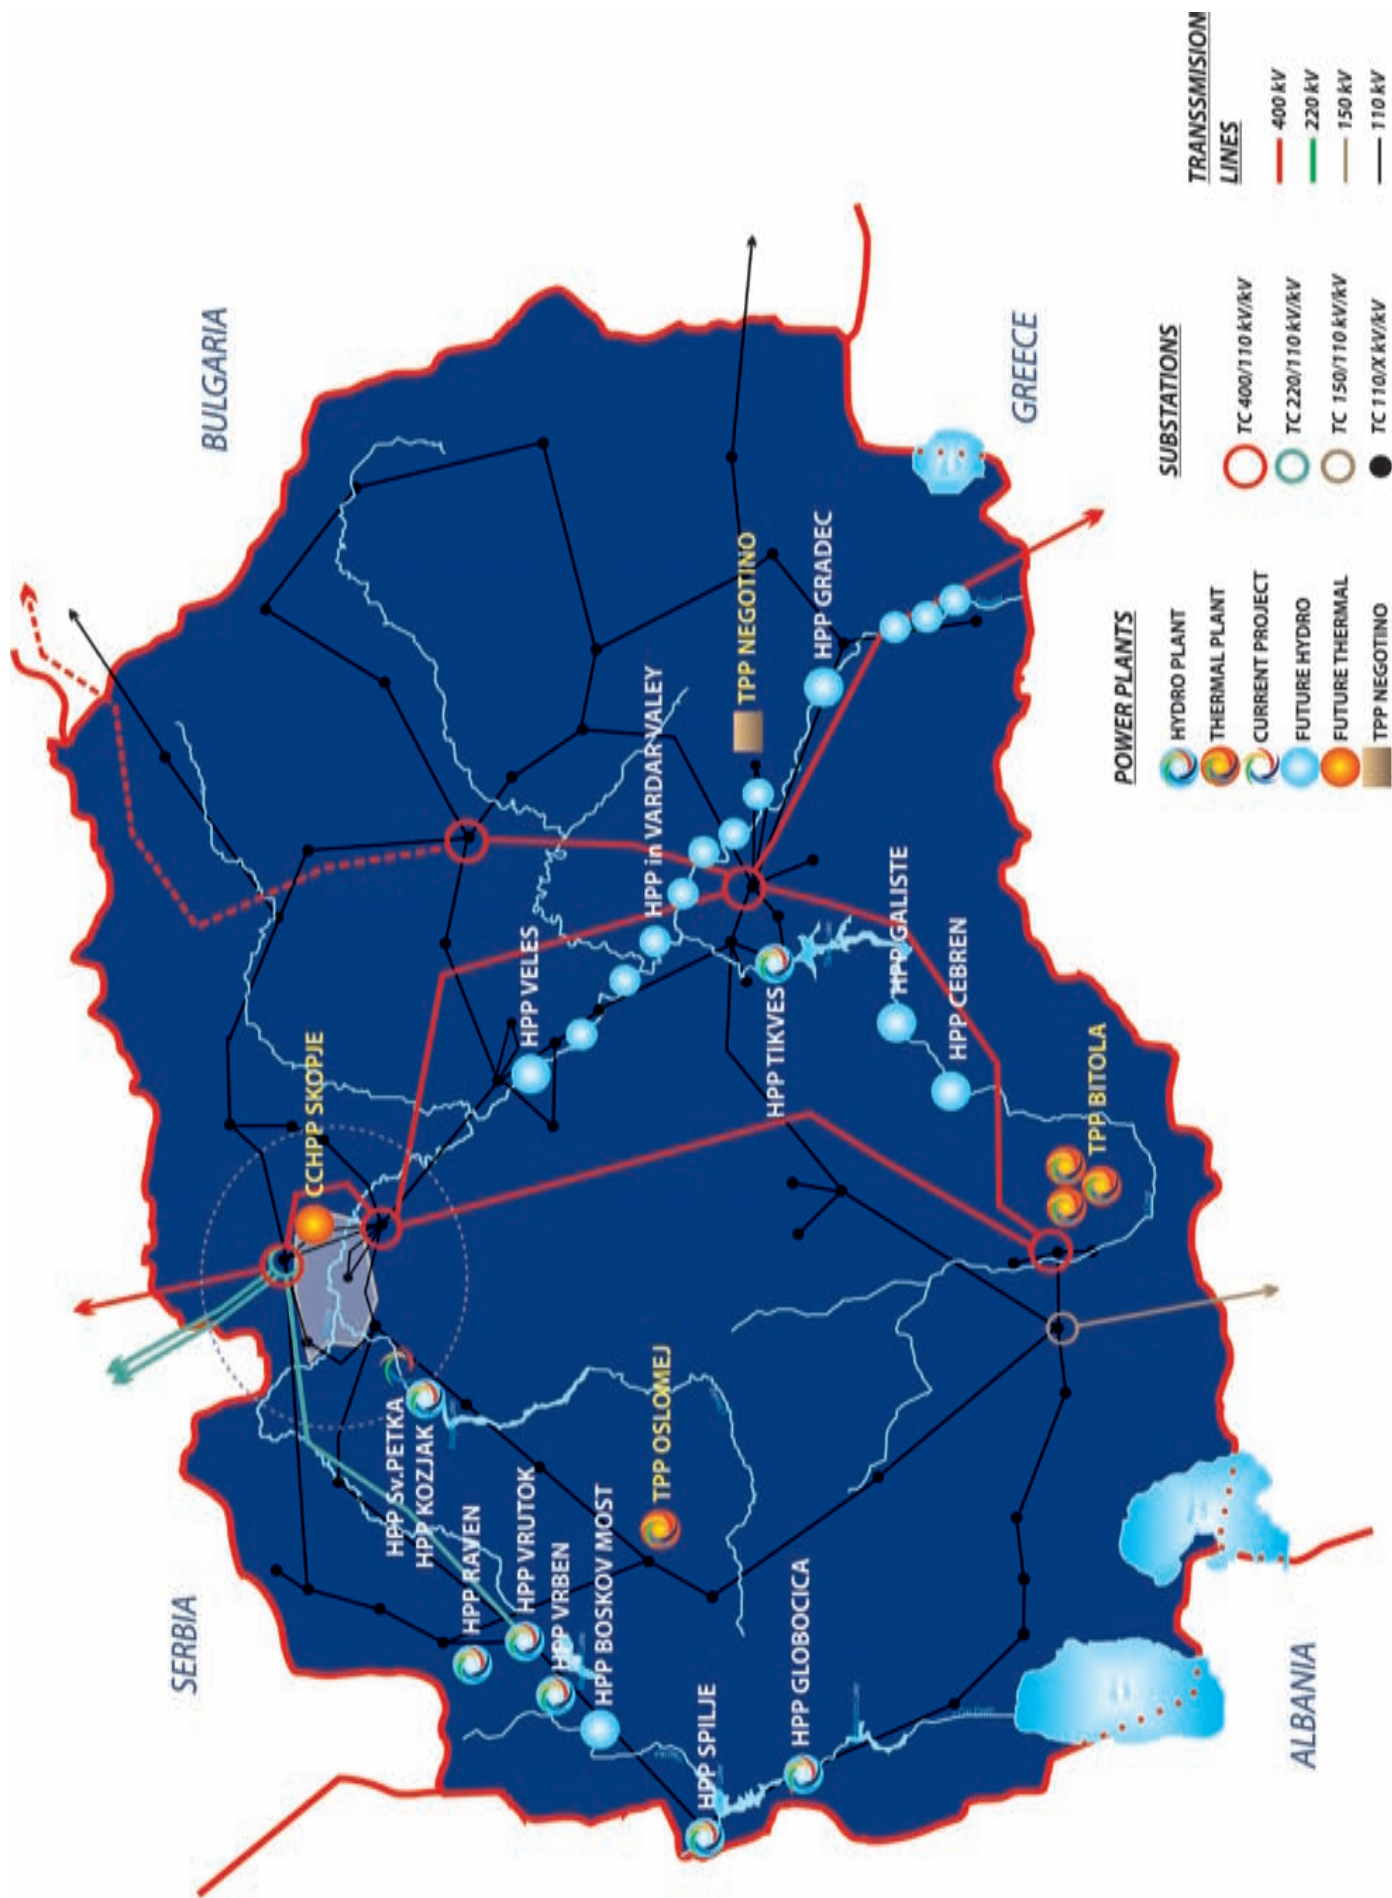 SERBIA
BULGARIA
GREECE
ALBANIA
CCHPP SKOPJE
HPP Sv.PETKA
HPP KOZJAK
HPP RAVEN
HPP VRUTOK
HPP VRBEN
HPP BOSKOV MOST
TPP OSLOMEJ
HPP SPILJE
HPP GLOBOCICA
HPP VELES
HPP in VARDAR VALEY
TPP NEGOTINO
HPP GRADEC
HPP TIKVES
HPP GALISTE
HPP CEBREN
TPP BITOLA
POWER PLANTS
HYDRO PLANT
THERMAL PLANT
CURRENT PROJECT
FUTURE HYDRO
FUTURE THERMAL
TPP NEGOTINO
SUBSTATIONS
TC 400/110 kV/kV
TC 220/110 kV/kV
TC 150/110 kV/kV
TC 110/X kV/kV
TRANSSMISION
LINES
400 kV
220 kV
150 kV
110 kV